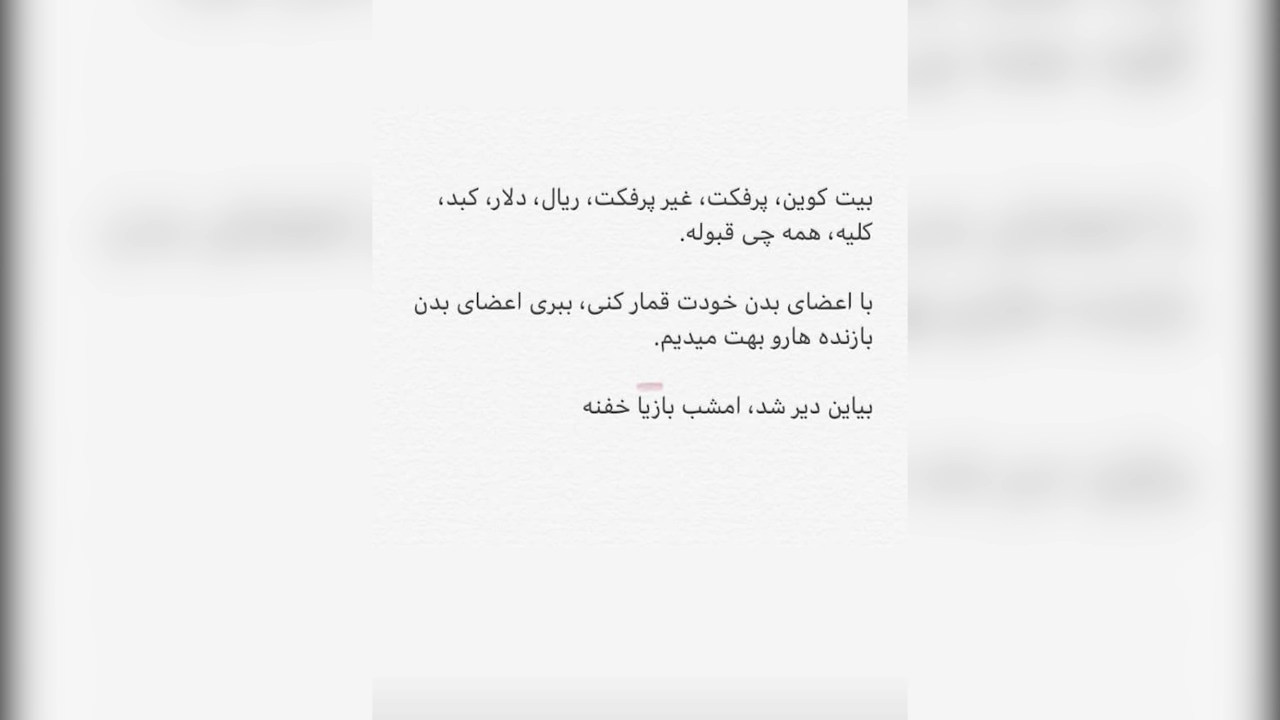 بیت کوین، پرفکت، غیر پرفکت، ریال، دلار، کبد،
کلیه، همه چی قبوله.
با اعضای بدن خودت قمار کنی، ببری اعضای بدن
بازنده هارو بهت میدیم.
بیاین دیر شد، امشب بازیا خفنه